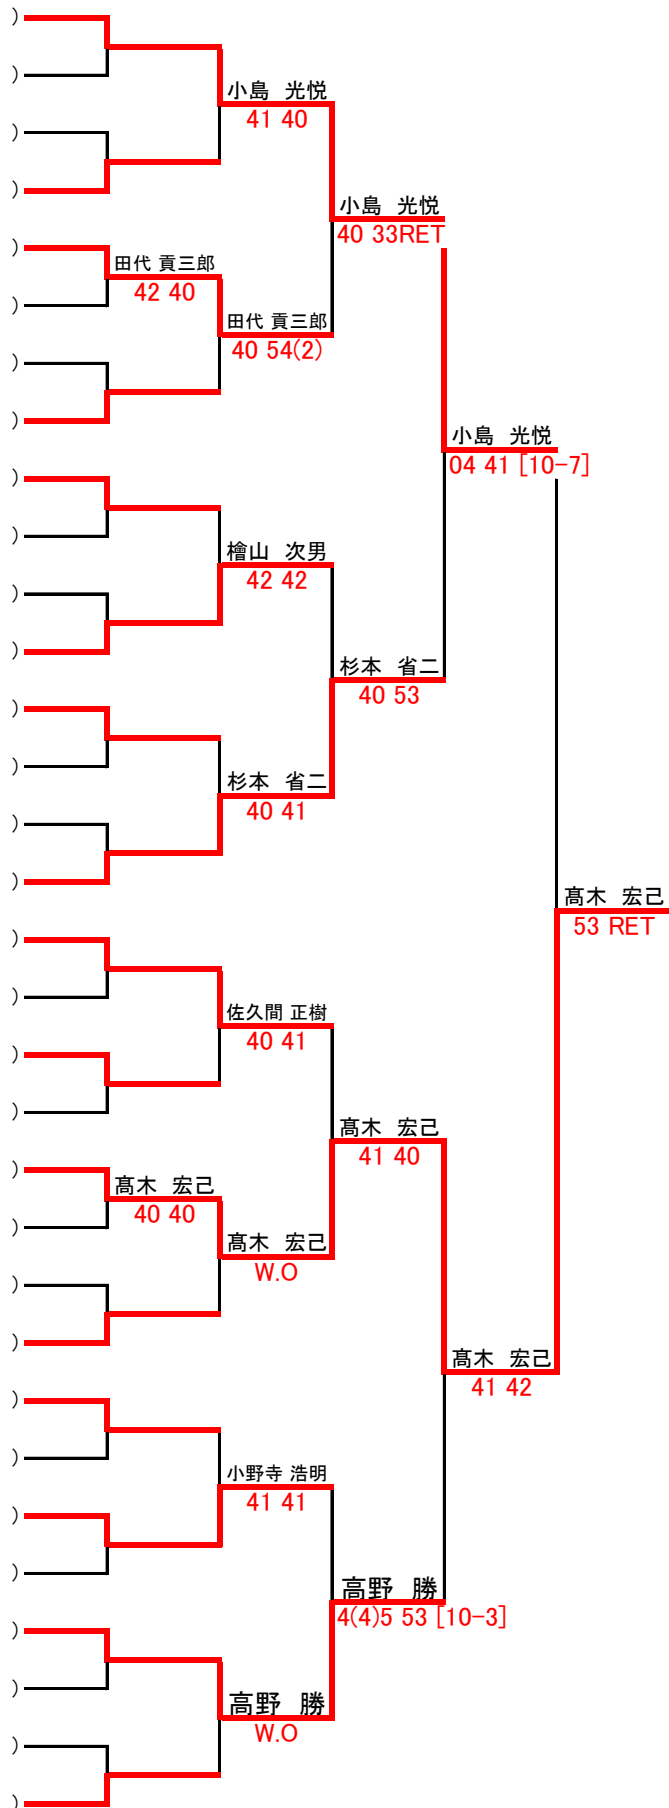 )
)
小島　光悦
41 40
)
)
小島　光悦
40 33RET
)
田代 貢三郎
42 40
)
田代 貢三郎
40 54(2)
)
)
小島　光悦
04 41 [10-7]
)
)
檜山　次男
42 42
)
)
杉本　省二
40 53
)
)
杉本　省二
40 41
)
)
髙木　宏己
53 RET
)
)
佐久間 正樹
40 41
)
)
髙木　宏己
41 40
)
髙木　宏己
40 40
)
髙木　宏己
W.O
)
)
髙木　宏己
41 42
)
)
小野寺 浩明
41 41
)
)
高野　勝
4(4)5 53 [10-3]
)
)
高野　勝
W.O
)
)